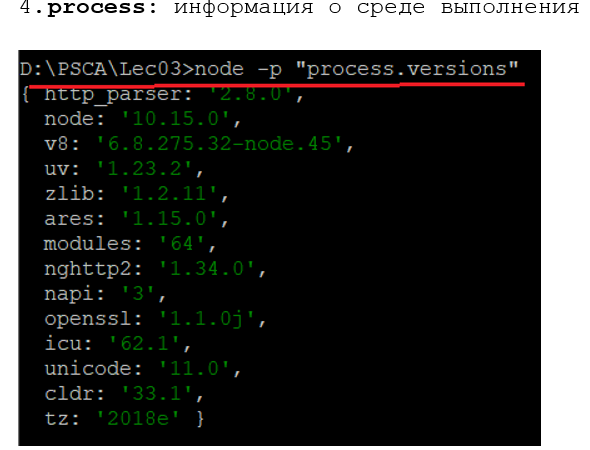 4.process: информация о среде выполнения
D:\PSCA\Lec03>node -p "process.versions"
{ http_parser: '2.8.0',
node: '10.15.0',
v8: '6.8.275.32-node.45',
uv: '1.23.2',
zlib: '1.2.11',
ares: '1.15.0',
modules: '64',
nghttp2: '1.34.0',
napi: '3',
openssl: '1.1.0j',
icu: '62.1',
unicode: '11.0',
cldr: '33.1',
tz: '2018e' }